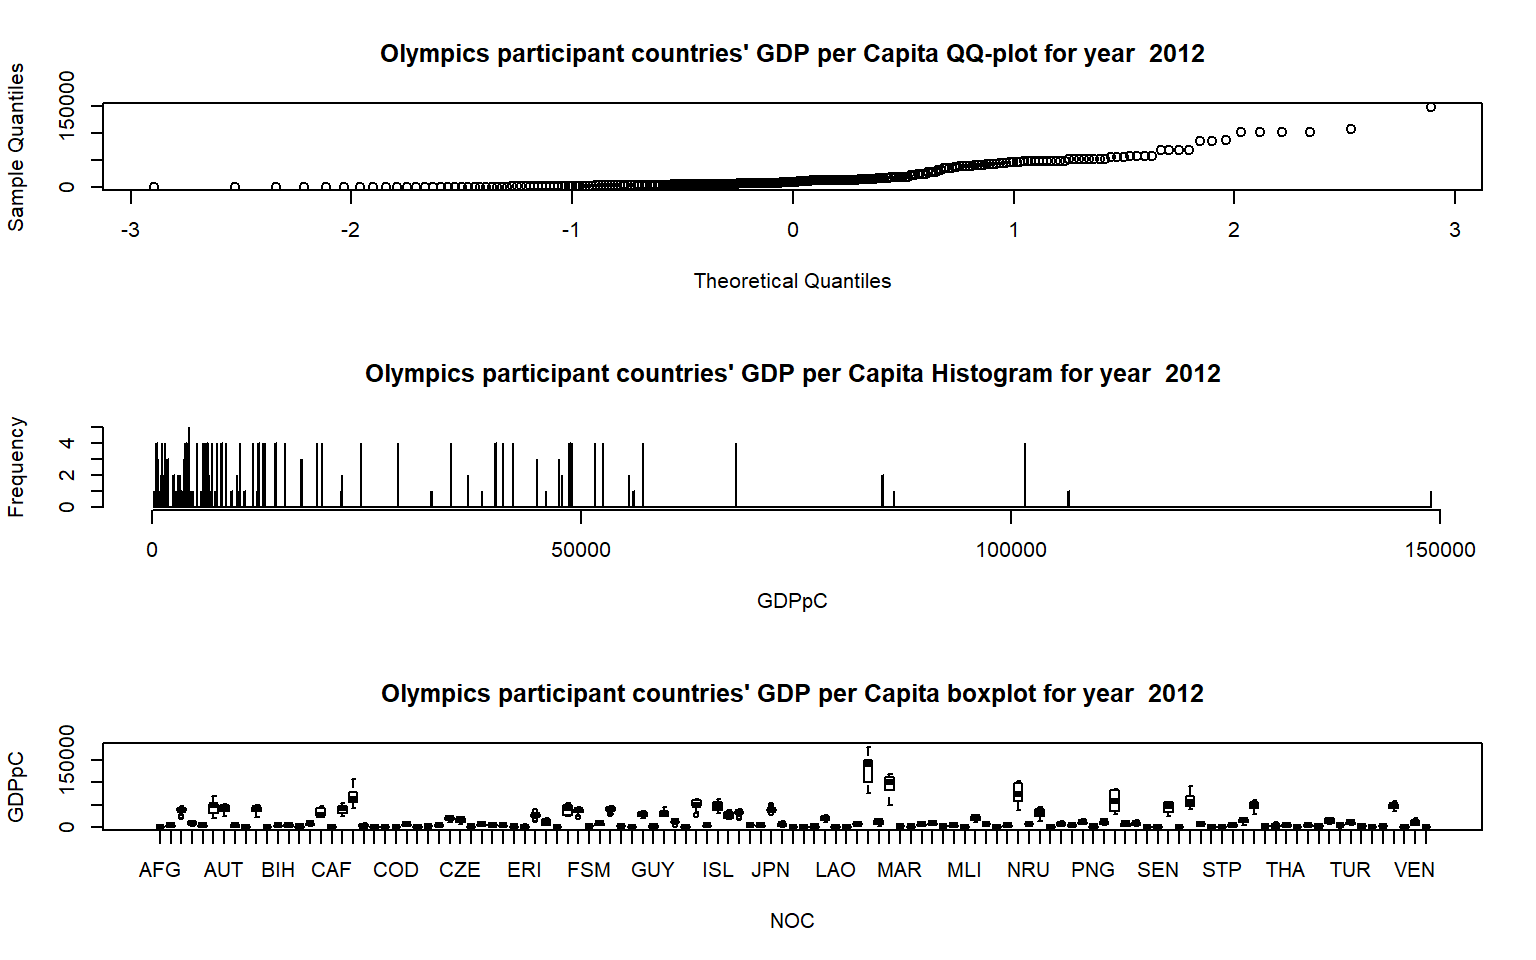 Olympics participant countries' GDP per Capita QQ-plot for year  2012
Sample Quantiles
150000
0
-3 -2 -1 0 1 2 3
Theoretical Quantiles
Olympics participant countries' GDP per Capita Histogram for year  2012
Frequency
4
2
0
0 50000 100000 150000
GDPpC
Olympics participant countries' GDP per Capita boxplot for year  2012
GDPpC
150000
0
AFG AUT BIH CAF COD CZE ERI FSM GUY ISL JPN LAO MAR MLI NRU PNG SEN STP THA TUR VEN
NOC